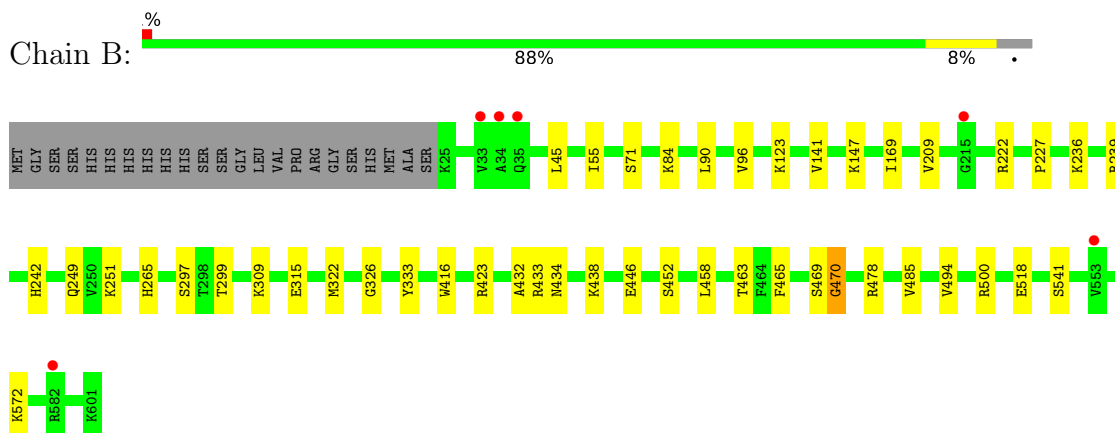 %
Chain B:
88% 8% •
MET GLY SER SER HIS HIS HIS HIS HIS HIS SER SER GLY LEU VAL PRO ARG GLY SER HIS MET ALA SER K25 V33 A34 Q35 L45 I55 S71 K84 L90 V96 K123 V141 K147 I169 V209 G215 R222 P227 K236
H242 Q249 V250 K251 H265 S297 T298 T299 K309 E315 M322 G326 Y333 W416 R423 A432 R433 N434 K438 E446 S452 L458 T463 F464 F465 S469 G470 R478 V485 V494 R500 E518 S541 V553
K572 R582 K601